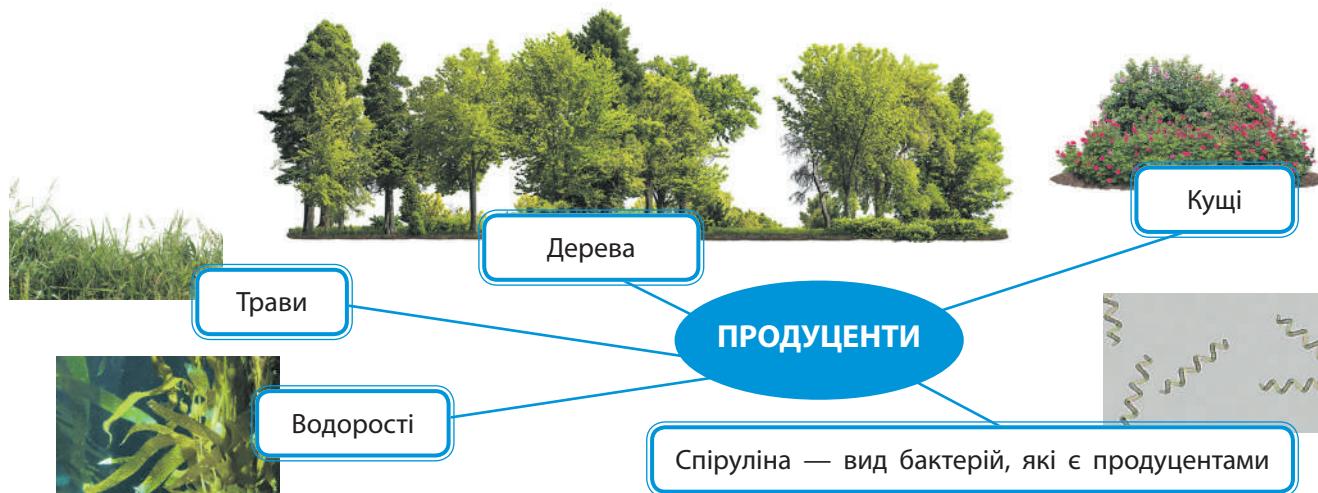 Кущі
Дерева
Трави
ПРОДУЦЕНТИ
Водорості
Спіруліна — вид бактерій, які є продуцентами